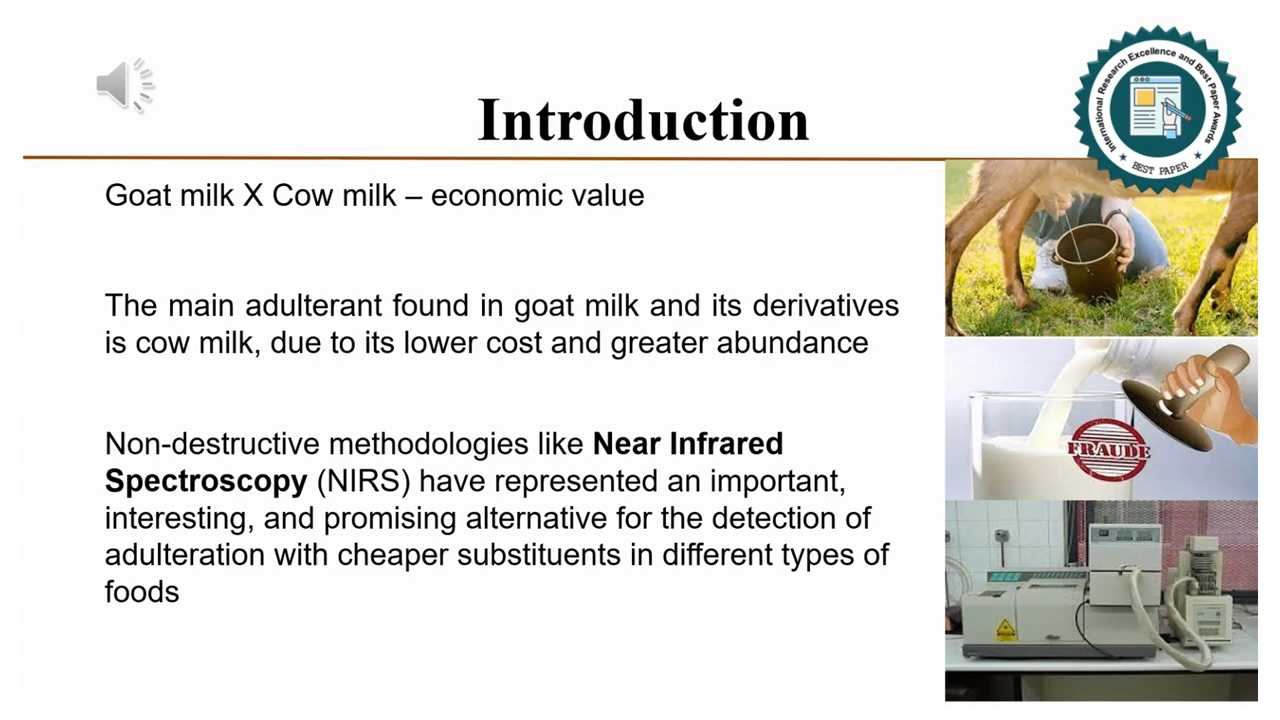 Introduction
International Research Excellence and Best Paper Awards
BEST PAPER
Goat milk X Cow milk – economic value
The main adulterant found in goat milk and its derivatives
is cow milk, due to its lower cost and greater abundance
FRAUDE
Non-destructive methodologies like Near Infrared
Spectroscopy (NIRS) have represented an important,
interesting, and promising alternative for the detection of
adulteration with cheaper substituents in different types of
foods